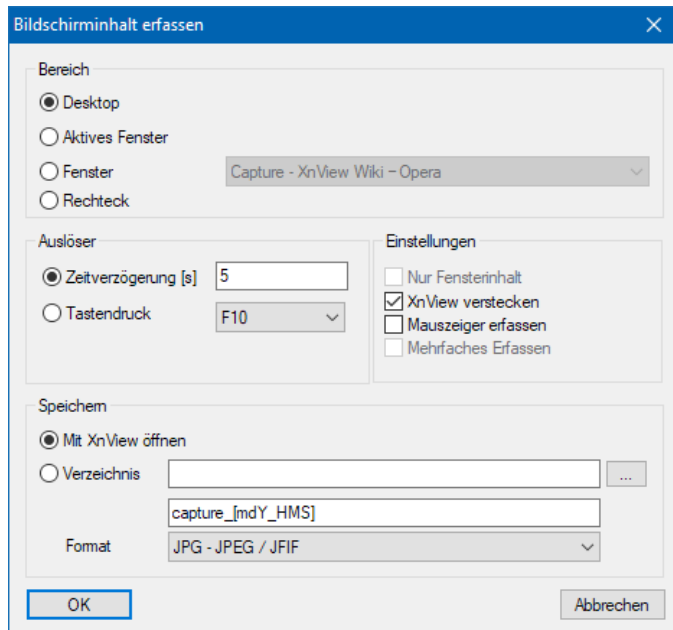 Bildschirminhalt erfassen
Bereich
Desktop
Aktives Fenster
Fenster Capture - XnView Wiki – Opera
Rechteck
Auslöser
Zeitverzögerung [s] 5
Tastendruck F10
Einstellungen
Nur Fensterinhalt
XnView verstecken
Mauszeiger erfassen
Mehrfaches Erfassen
Speichern
Mit XnView öffnen
Verzeichnis ...
capture_[mdY_HMS]
Format JPG - JPEG / JFIF
OK Abbrechen